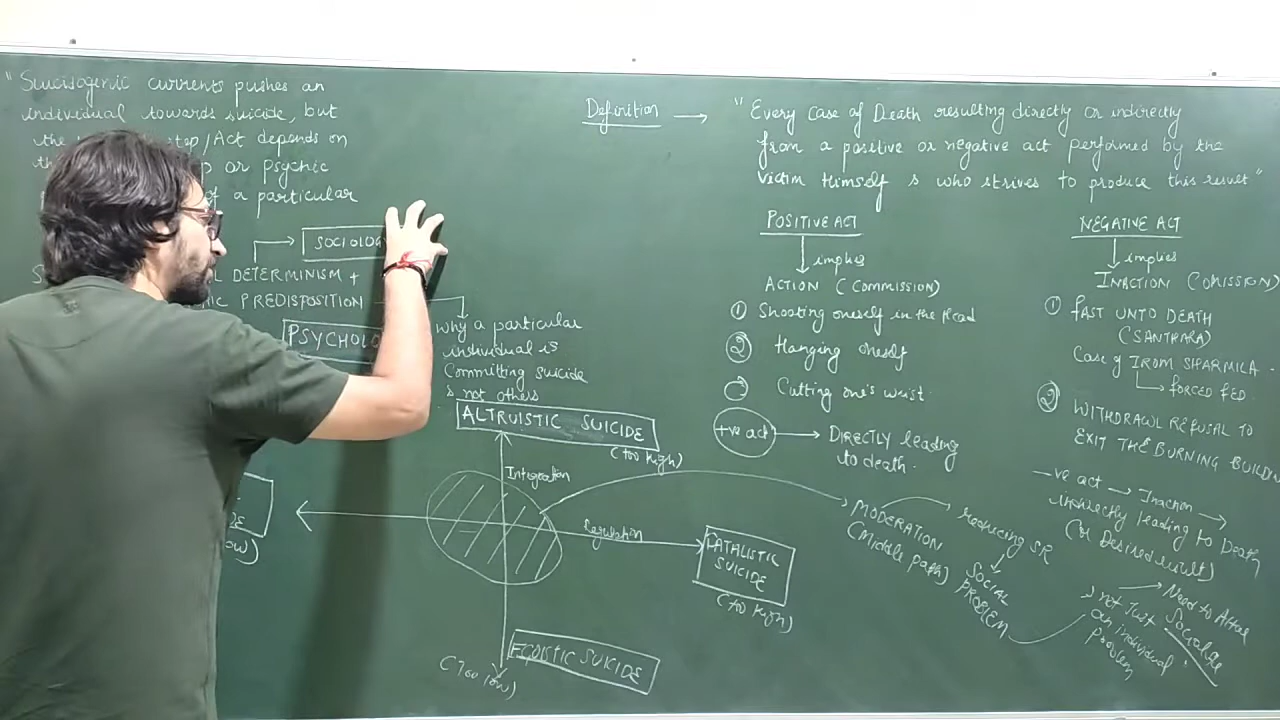 "Suicidogenic currents pushes an
individual towards suicide, but
the step/Act depends on
or Psychic
of a particular
SOCIOLOG
DETERMINISM +
PREDISPOSITION
PSYCHOLO
Why a particular
individual is
Committing suicide
& not others
ALTRUISTIC SUICIDE
(too high)
Integration
Regulation
FATALISTIC
SUICIDE
(too high)
EGOISTIC SUICIDE
(Too low)
DE
ow)
Definition → "Every Case of Death resulting directly or indirectly
from a positive or negative act performed by the
Victim Himself & who strives to produce this result"
POSITIVE ACT
implies
ACTION (COMMISSION)
① Shooting oneself in the Head
② Hanging oneself
Cutting one's wrist.
+ve act → DIRECTLY leading
to death.
NEGATIVE ACT
implies
INACTION (OMISSION)
① FAST UNTO DEATH
(SANTHARA)
Case of IROM SHARMILA.
→ FORCED FED.
② WITHDRAWL REFUSAL TO
EXIT THE BURNING BUILDIN
-ve act → Inaction →
indirectly leading to Death
(or Desired result)
MODERATION
(Middle path)
reducing SR
SOCIAL
PROBLEM
→ not Just
an individual
Problem
→ Need to Alter